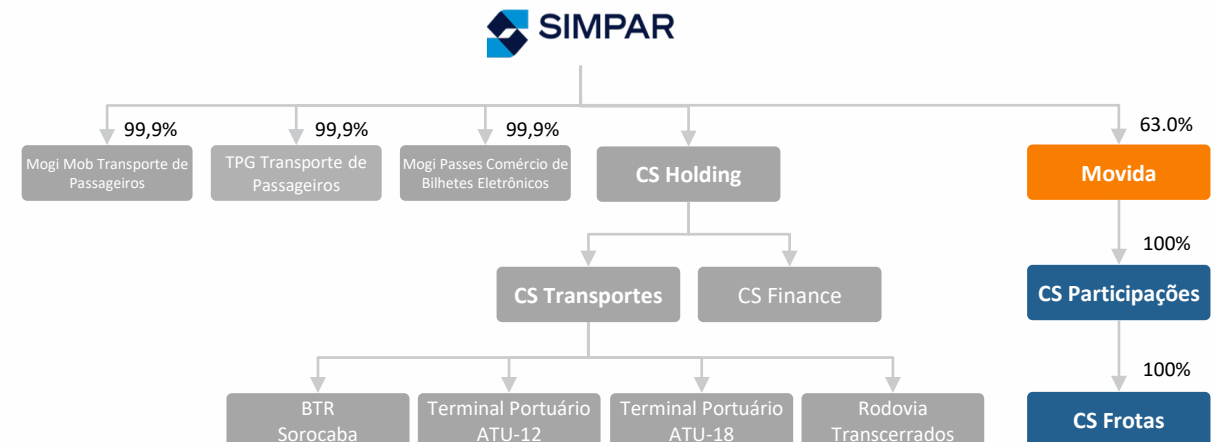 SIMPAR
99,9%
99,9%
99,9%
63.0%
Mogi Mob Transporte de
Passageiros
TPG Transporte de
Passageiros
Mogi Passes Comércio de
Bilhetes Eletrônicos
CS Holding
Movida
100%
CS Transportes
CS Finance
CS Participações
100%
BTR
Sorocaba
Terminal Portuário
ATU-12
Terminal Portuário
ATU-18
Rodovia
Transcerrados
CS Frotas